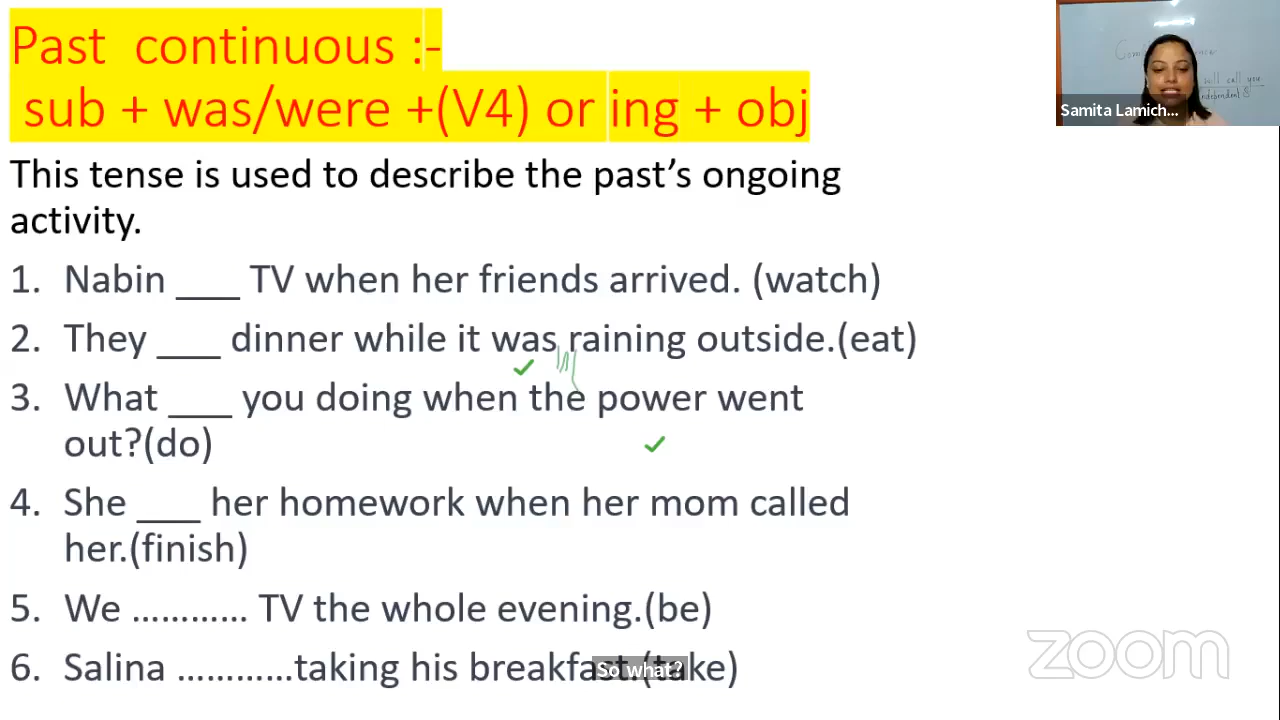 Past continuous :-
sub + was/were +(V4) or ing + obj
This tense is used to describe the past’s ongoing
activity.
1. Nabin ___ TV when her friends arrived. (watch)
2. They ___ dinner while it was raining outside.(eat)
3. What ___ you doing when the power went
out?(do)
4. She ___ her homework when her mom called
her.(finish)
5. We ………… TV the whole evening.(be)
6. Salina …………taking his breakfast.(take)
So what?
will call you
Samita Lamich...
zoom